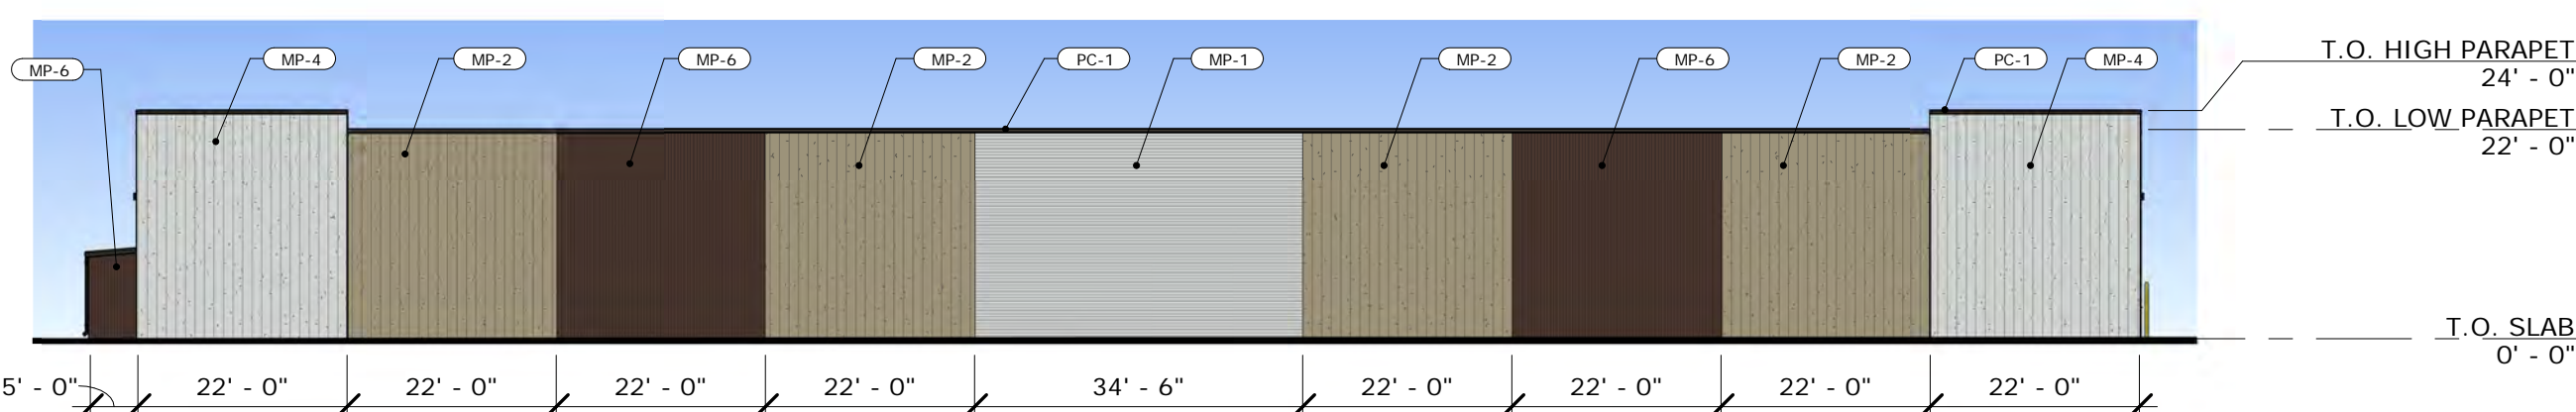 MP-6
MP-4
MP-2
MP-6
MP-2
PC-1
MP-1
MP-2
MP-6
MP-2
PC-1
MP-4
T.O. HIGH PARAPET
24' - 0"
T.O. LOW PARAPET
22' - 0"
T.O. SLAB
0' - 0"
5' - 0"
22' - 0"
22' - 0"
22' - 0"
22' - 0"
34' - 6"
22' - 0"
22' - 0"
22' - 0"
22' - 0"